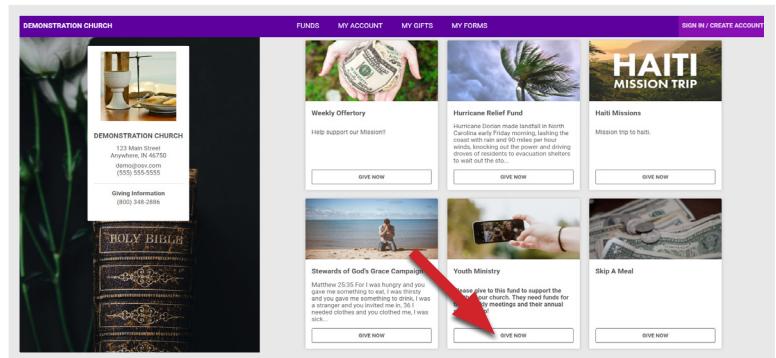 DEMONSTRATION CHURCH
FUNDS
MY ACCOUNT
MY GIFTS
MY FORMS
SIGN IN / CREATE ACCOUNT
DEMONSTRATION CHURCH
123 Main Street
Anywhere, IN 46750
demo@osv.com
(555) 555-5555
Giving Information
(800) 348-2886
HOLY BIBLE
Weekly Offertory
Help support our Mission!!
GIVE NOW
Hurricane Relief Fund
Hurricane Dorian made landfall in North
Carolina early Friday morning, lashing the
coast with rain and 90 miles per hour
winds, knocking out the power and driving
droves of residents to evacuation shelters
to wait out the sto...
GIVE NOW
HAITI
MISSION TRIP
Haiti Missions
Mission trip to haiti.
GIVE NOW
Stewards of God's Grace Campaign
Matthew 25:35 For I was hungry and you
gave me something to eat, I was thirsty
and you gave me something to drink, I was
a stranger and you invited me in, 36 I
needed clothes and you clothed me, I was
sick...
GIVE NOW
Youth Ministry
Please give to this fund to support the
of our church. They need funds for
meetings and their annual
GIVE NOW
Skip A Meal
GIVE NOW